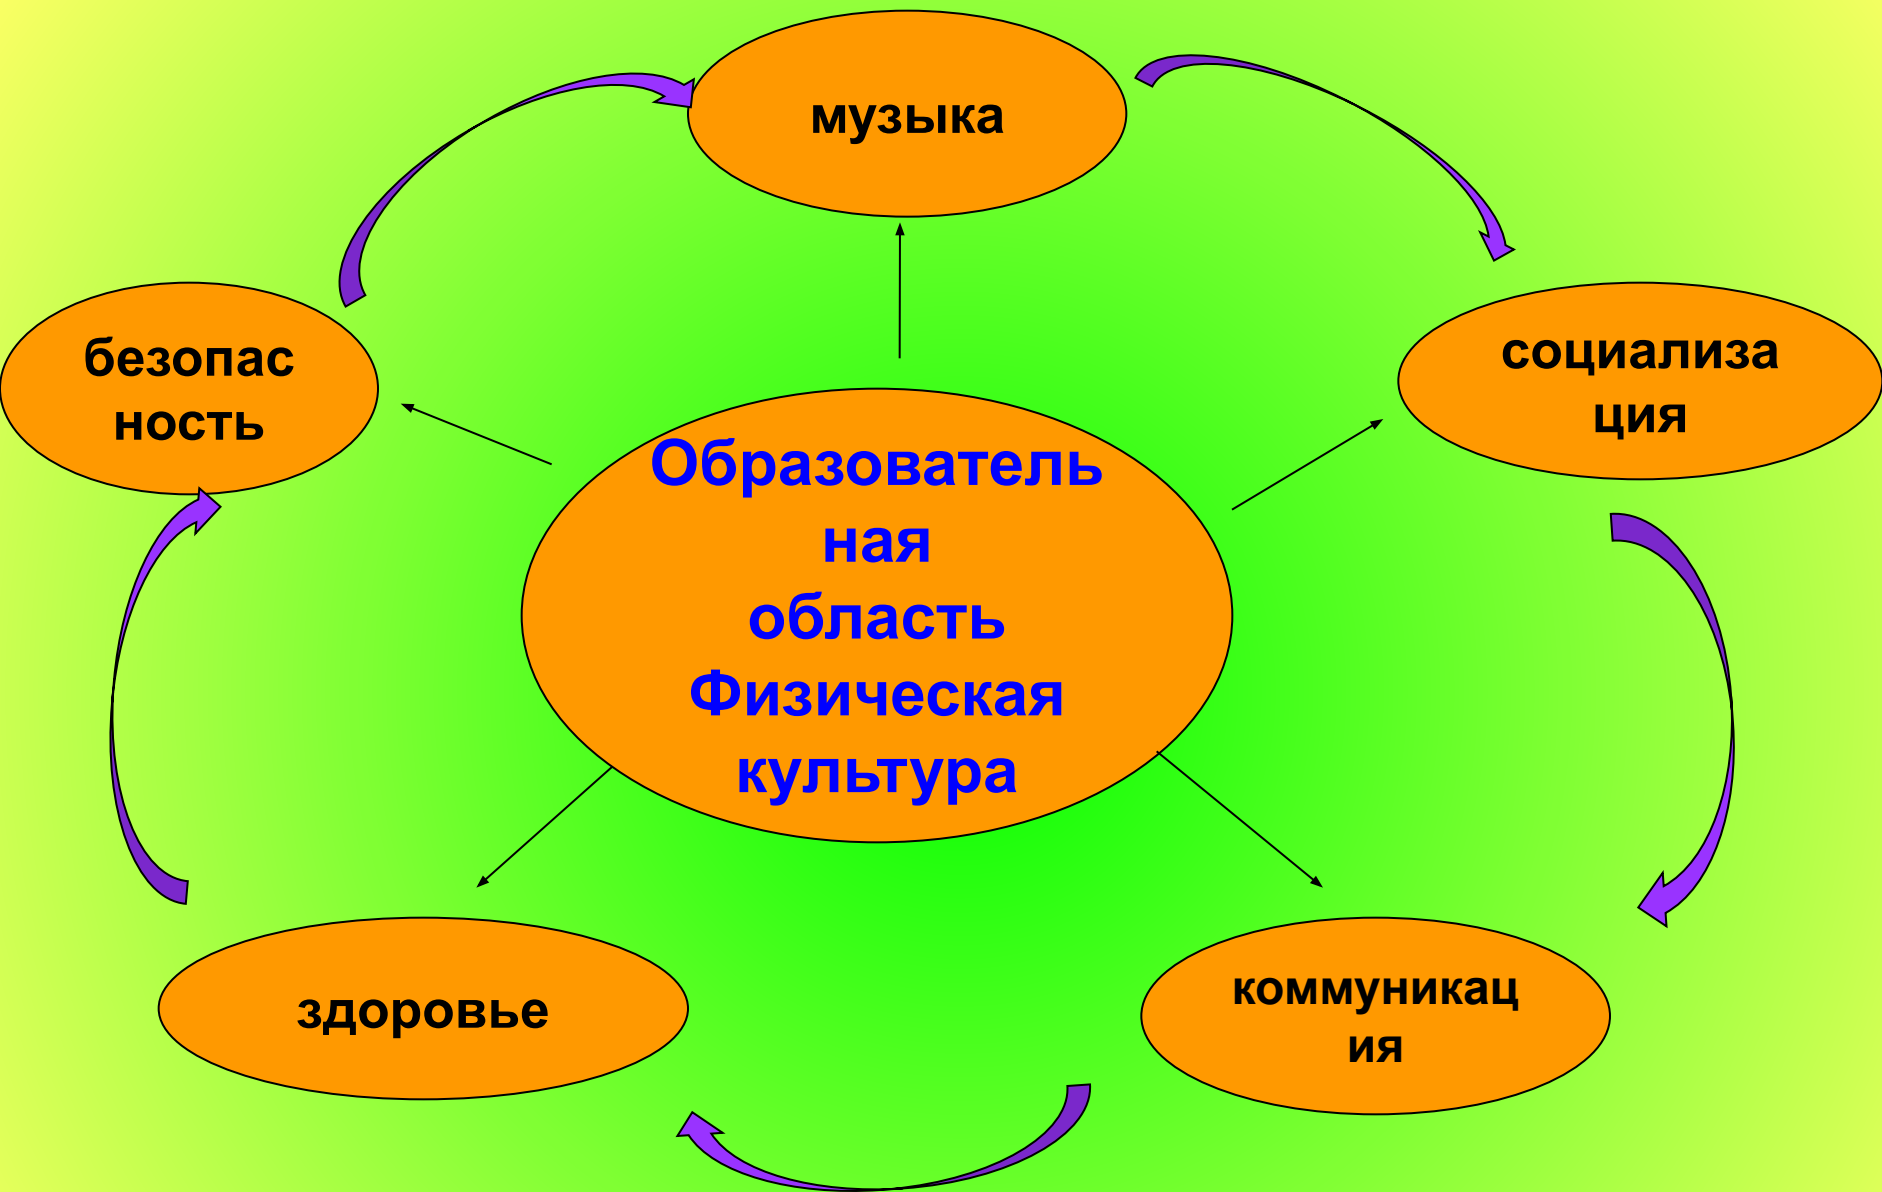 музыка
безопас
ность
социализа
ция
Образователь
ная
область
Физическая
культура
здоровье
коммуникац
ия